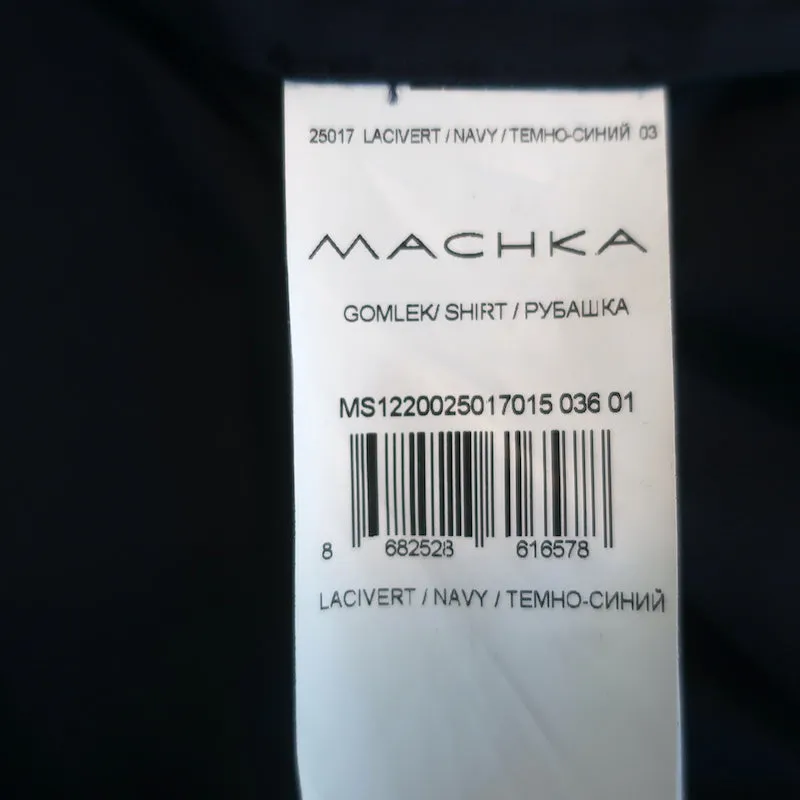 25017 LACIVERT / NAVY / ТЕМНО-СИНИЙ 03
MACHKA
GOMLEK/ SHIRT / РУБАШКА
MS1220025017015 036 01
8 682528 616578
LACIVERT / NAVY / ТЕМНО-СИНИЙ